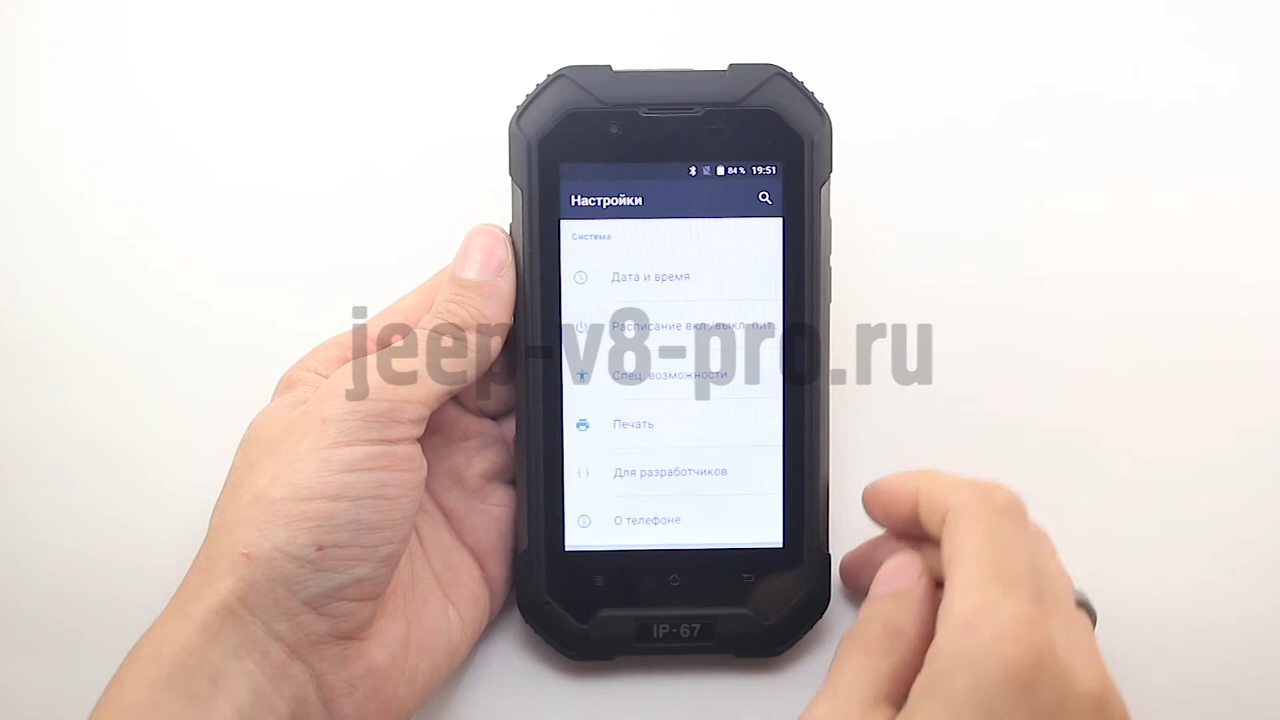 84 % 19:51
Настройки
Система
Дата и время
Расписание вкл./выкл. пит...
jeep-v8-pro.ru
Спец. возможности
Печать
Для разработчиков
О телефоне
IP-67